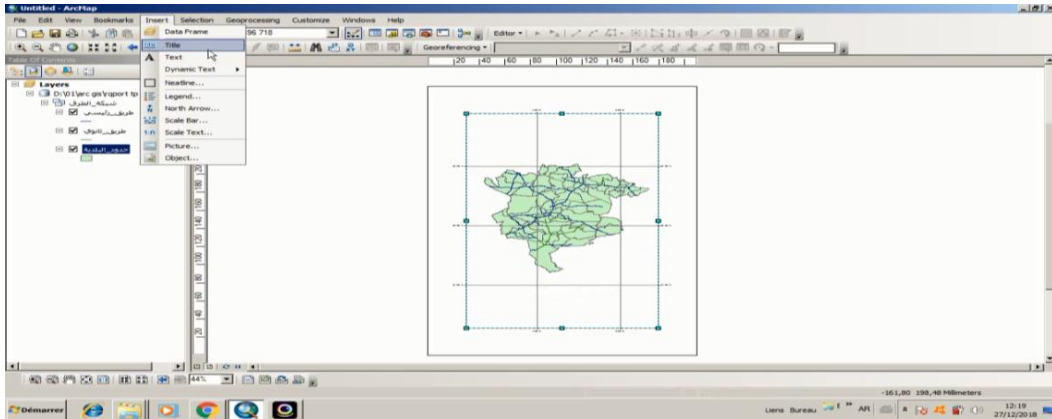 Untitled - ArcMap
File Edit View Bookmarks Insert Selection Geoprocessing Customize Windows Help
Data Frame
Title
Text
Dynamic Text
Neatline...
Legend...
North Arrow...
Scale Bar...
Scale Text...
Picture...
Object...
96 718
Editor
Georeferencing
Table Of Contents
Layers
D:\01\arc gis\rqport tp
شبكة_الطرق
طريق_رئيسي
طريق_ثانوي
حدود_البلدية
20 40 60 80 100 120 140 160 180
44%
-161,80 198,48 Millimeters
Démarrer
Liens Bureau
AR
12:19
27/12/2018